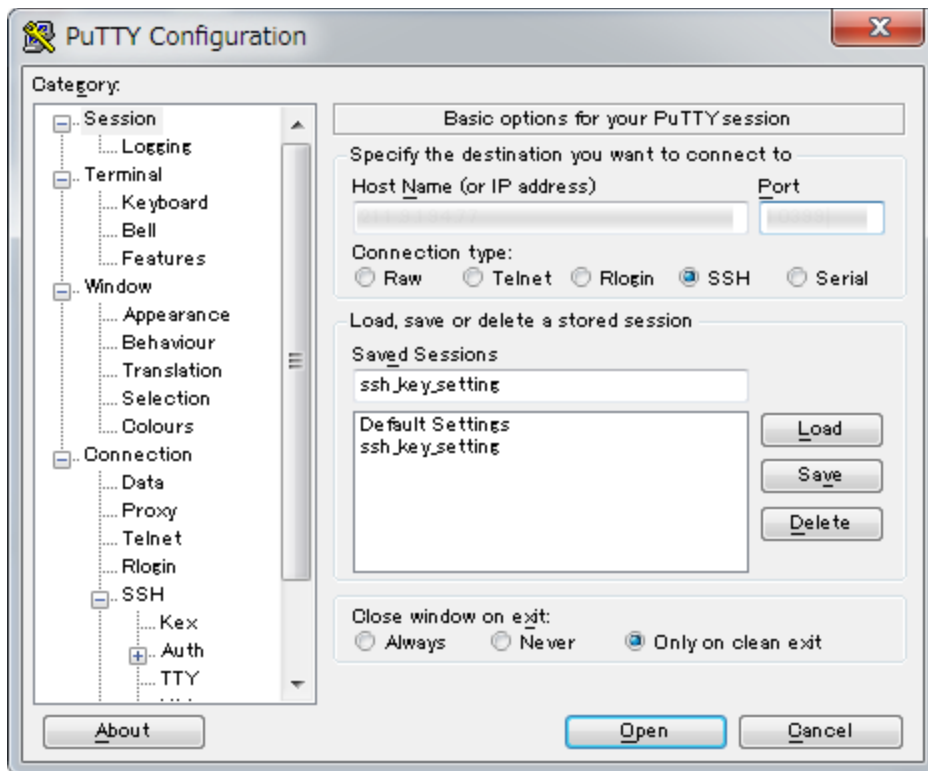 PuTTY Configuration
Category:
Session
Logging
Terminal
Keyboard
Bell
Features
Window
Appearance
Behaviour
Translation
Selection
Colours
Connection
Data
Proxy
Telnet
Rlogin
SSH
Kex
Auth
TTY
Basic options for your PuTTY session
Specify the destination you want to connect to
Host Name (or IP address) Port
Connection type:
Raw Telnet Rlogin SSH Serial
Load, save or delete a stored session
Saved Sessions
ssh_key_setting
Default Settings
ssh_key_setting
Load
Save
Delete
Close window on exit:
Always Never Only on clean exit
About Open Cancel